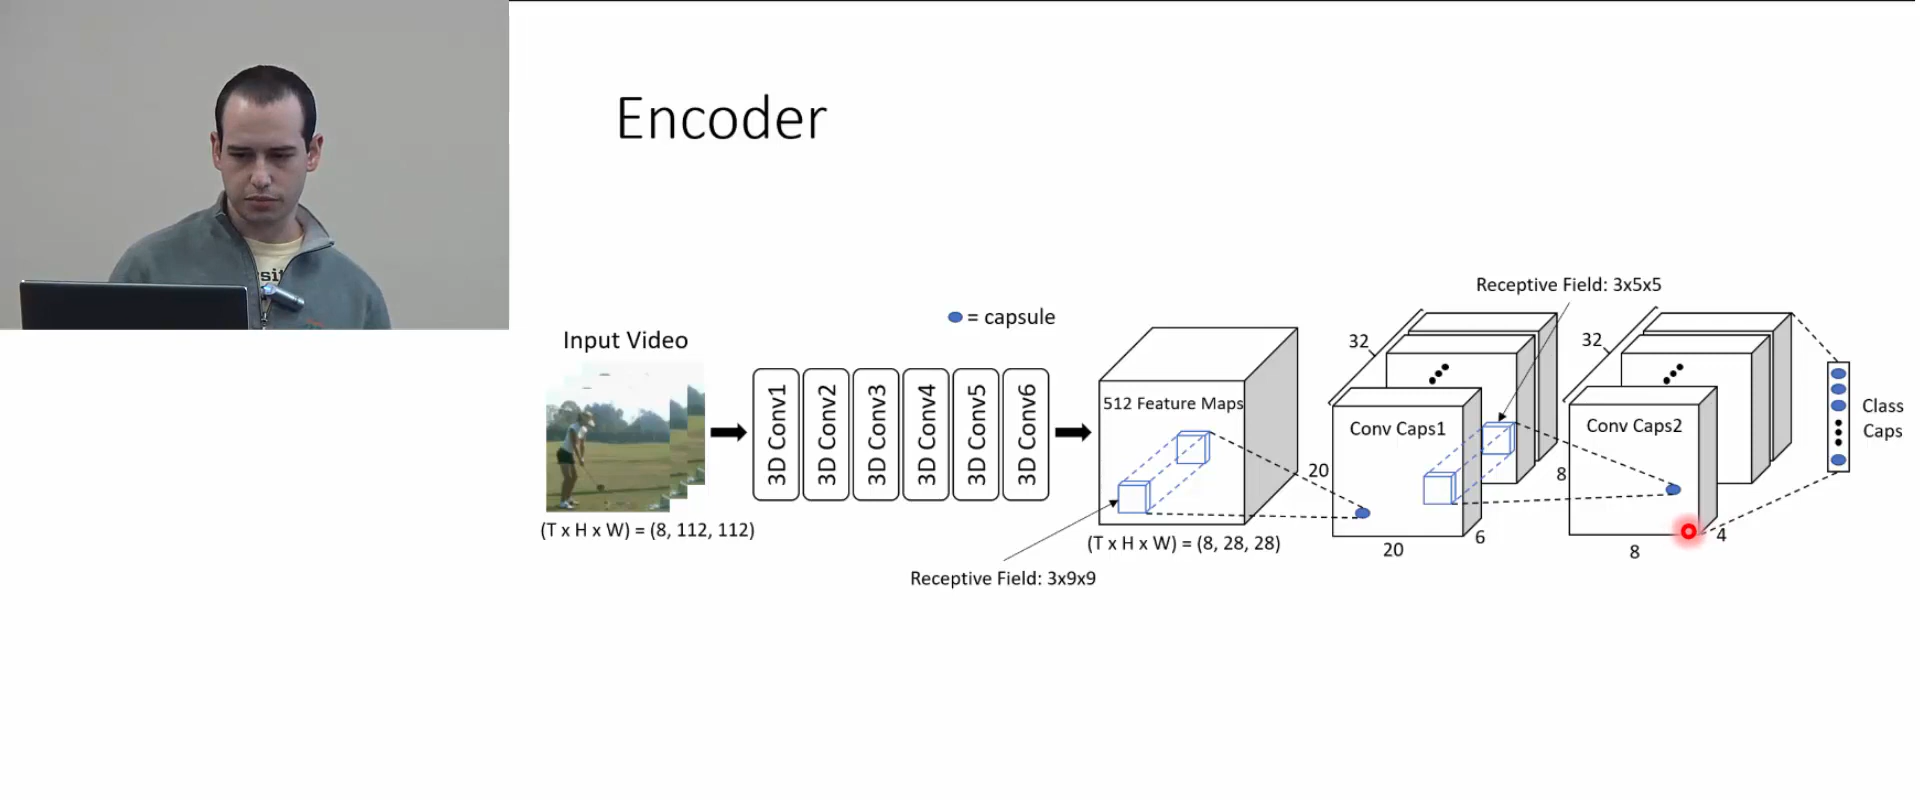 Encoder
Receptive Field: 3x5x5
= capsule
Input Video
32
32
3D Conv1
3D Conv2
3D Conv3
3D Conv4
3D Conv5
3D Conv6
512 Feature Maps
Conv Caps1
Conv Caps2
Class
Caps
20
8
(T x H x W) = (8, 112, 112)
(T x H x W) = (8, 28, 28)
20
6
8
4
Receptive Field: 3x9x9
sit